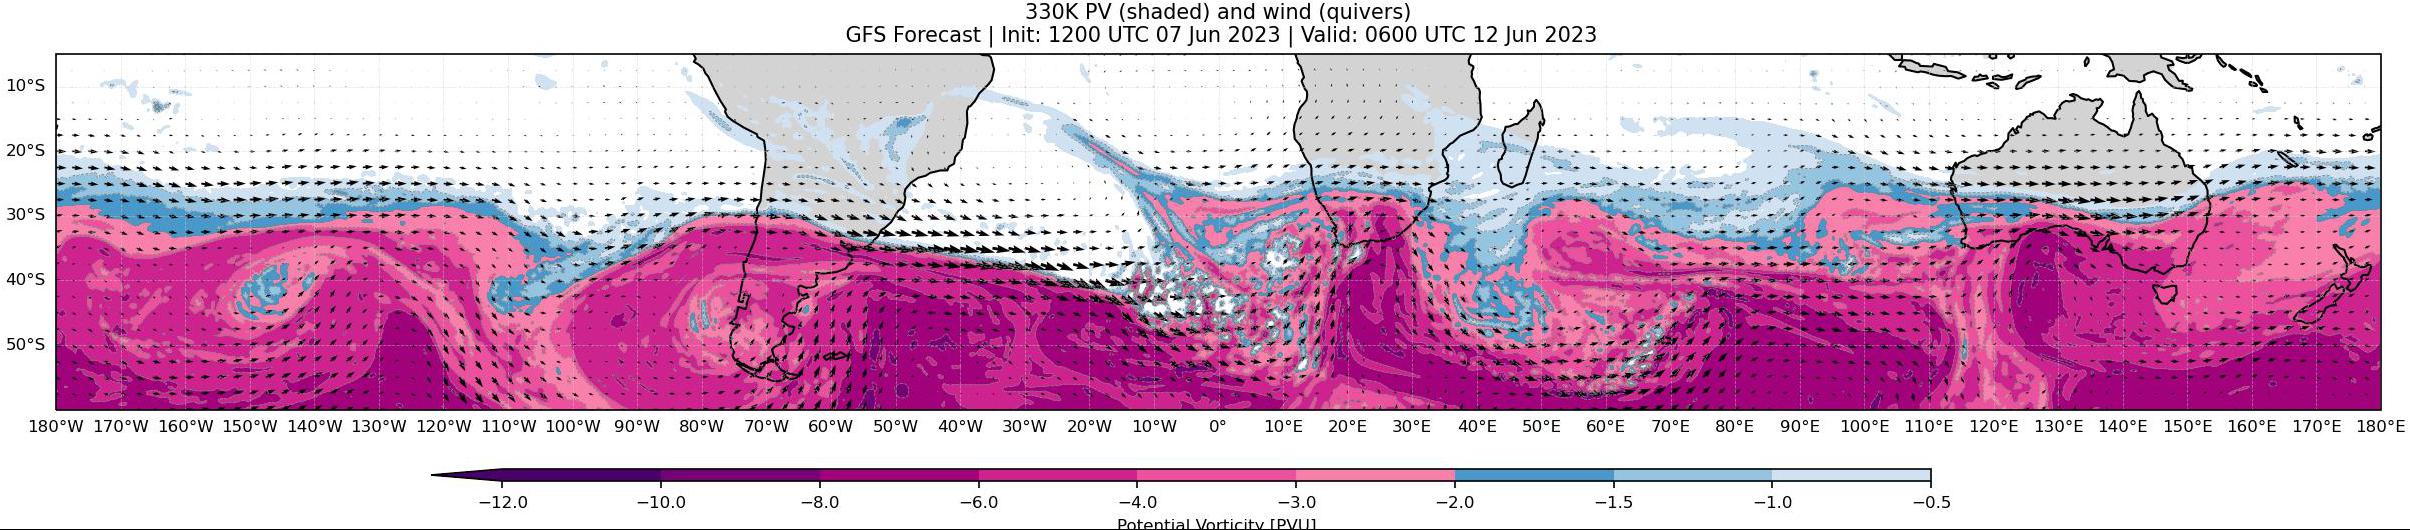 330K PV (shaded) and wind (quivers)
GFS Forecast | Init: 1200 UTC 07 Jun 2023 | Valid: 0600 UTC 12 Jun 2023
10°S
20°S
30°S
40°S
50°S
180°W 170°W 160°W 150°W 140°W 130°W 120°W 110°W 100°W 90°W 80°W 70°W 60°W 50°W 40°W 30°W 20°W 10°W 0° 10°E 20°E 30°E 40°E 50°E 60°E 70°E 80°E 90°E 100°E 110°E 120°E 130°E 140°E 150°E 160°E 170°E 180°E
−12.0 −10.0 −8.0 −6.0 −4.0 −3.0 −2.0 −1.5 −1.0 −0.5
Potential Vorticity [PVU]